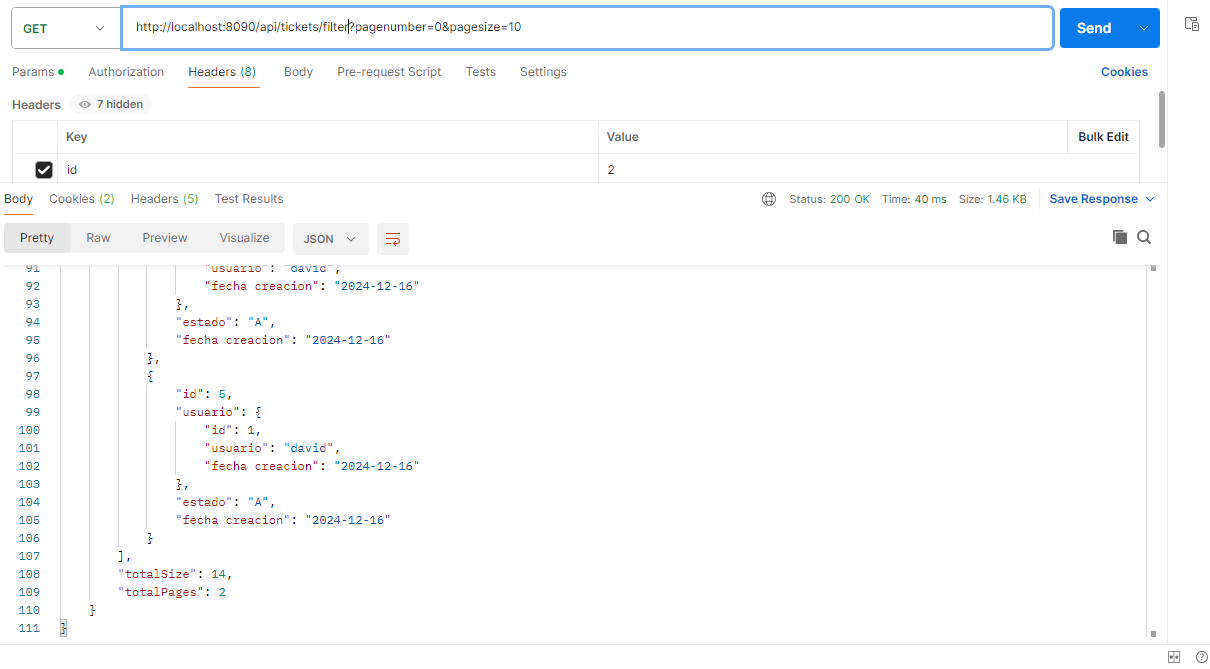 GET http://localhost:8090/api/tickets/filter?pagenumber=0&pagesize=10 Send
Params Authorization Headers (8) Body Pre-request Script Tests Settings Cookies
Headers 7 hidden
Key Value Bulk Edit
id 2
Body Cookies (2) Headers (5) Test Results Status: 200 OK Time: 40 ms Size: 1.46 KB Save Response
Pretty Raw Preview Visualize JSON
91 "usuario": "david",
92 "fecha creacion": "2024-12-16"
93 },
94 "estado": "A",
95 "fecha creacion": "2024-12-16"
96 },
97 {
98 "id": 5,
99 "usuario": {
100 "id": 1,
101 "usuario": "david",
102 "fecha creacion": "2024-12-16"
103 },
104 "estado": "A",
105 "fecha creacion": "2024-12-16"
106 }
107 ],
108 "totalSize": 14,
109 "totalPages": 2
110 }
111 }